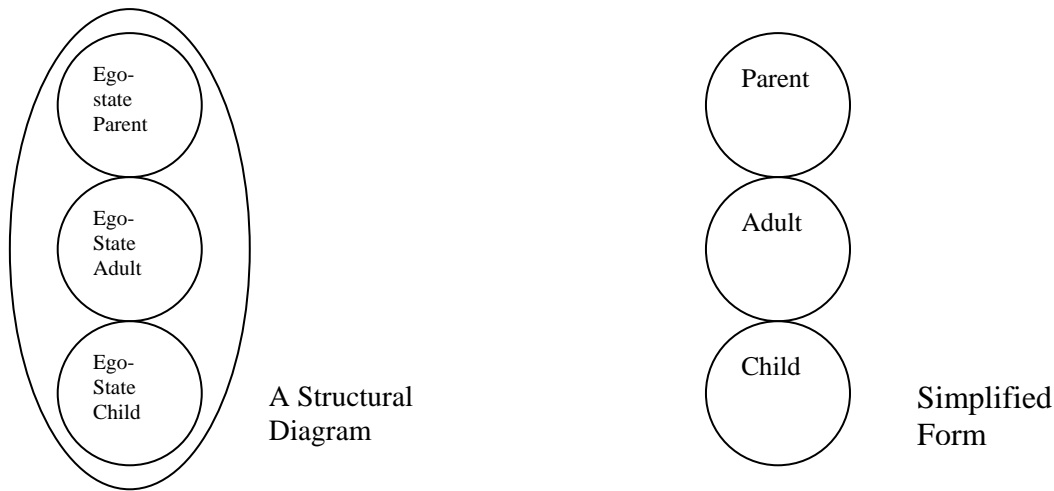 Ego-
state
Parent
Ego-
State
Adult
Ego-
State
Child
A Structural
Diagram
Parent
Adult
Child
Simplified
Form